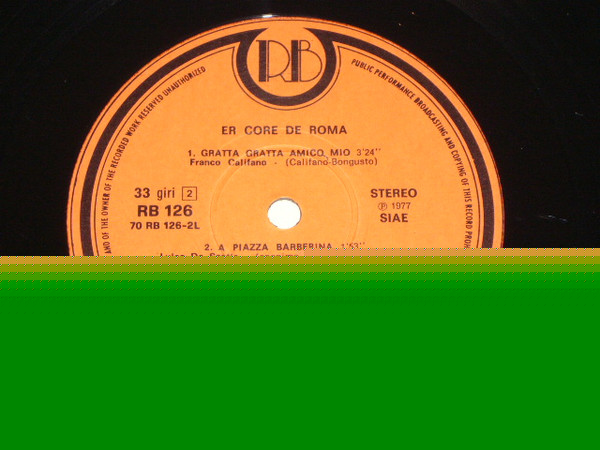 RB
AND OF THE OWNER OF THE RECORDED WORK RESERVED UNAUTHORIZED
PUBLIC PERFORMANCE BROADCASTING AND COPYING OF THIS RECORD
ER CORE DE ROMA
1. GRATTA GRATTA AMICO MIO 3'24"
Franco Califano - (Califano-Bongusto)
33 giri 2
STEREO
RB 126
℗ 1977
70 RB 126-2L
SIAE
2. A PIAZZA BARBERINA